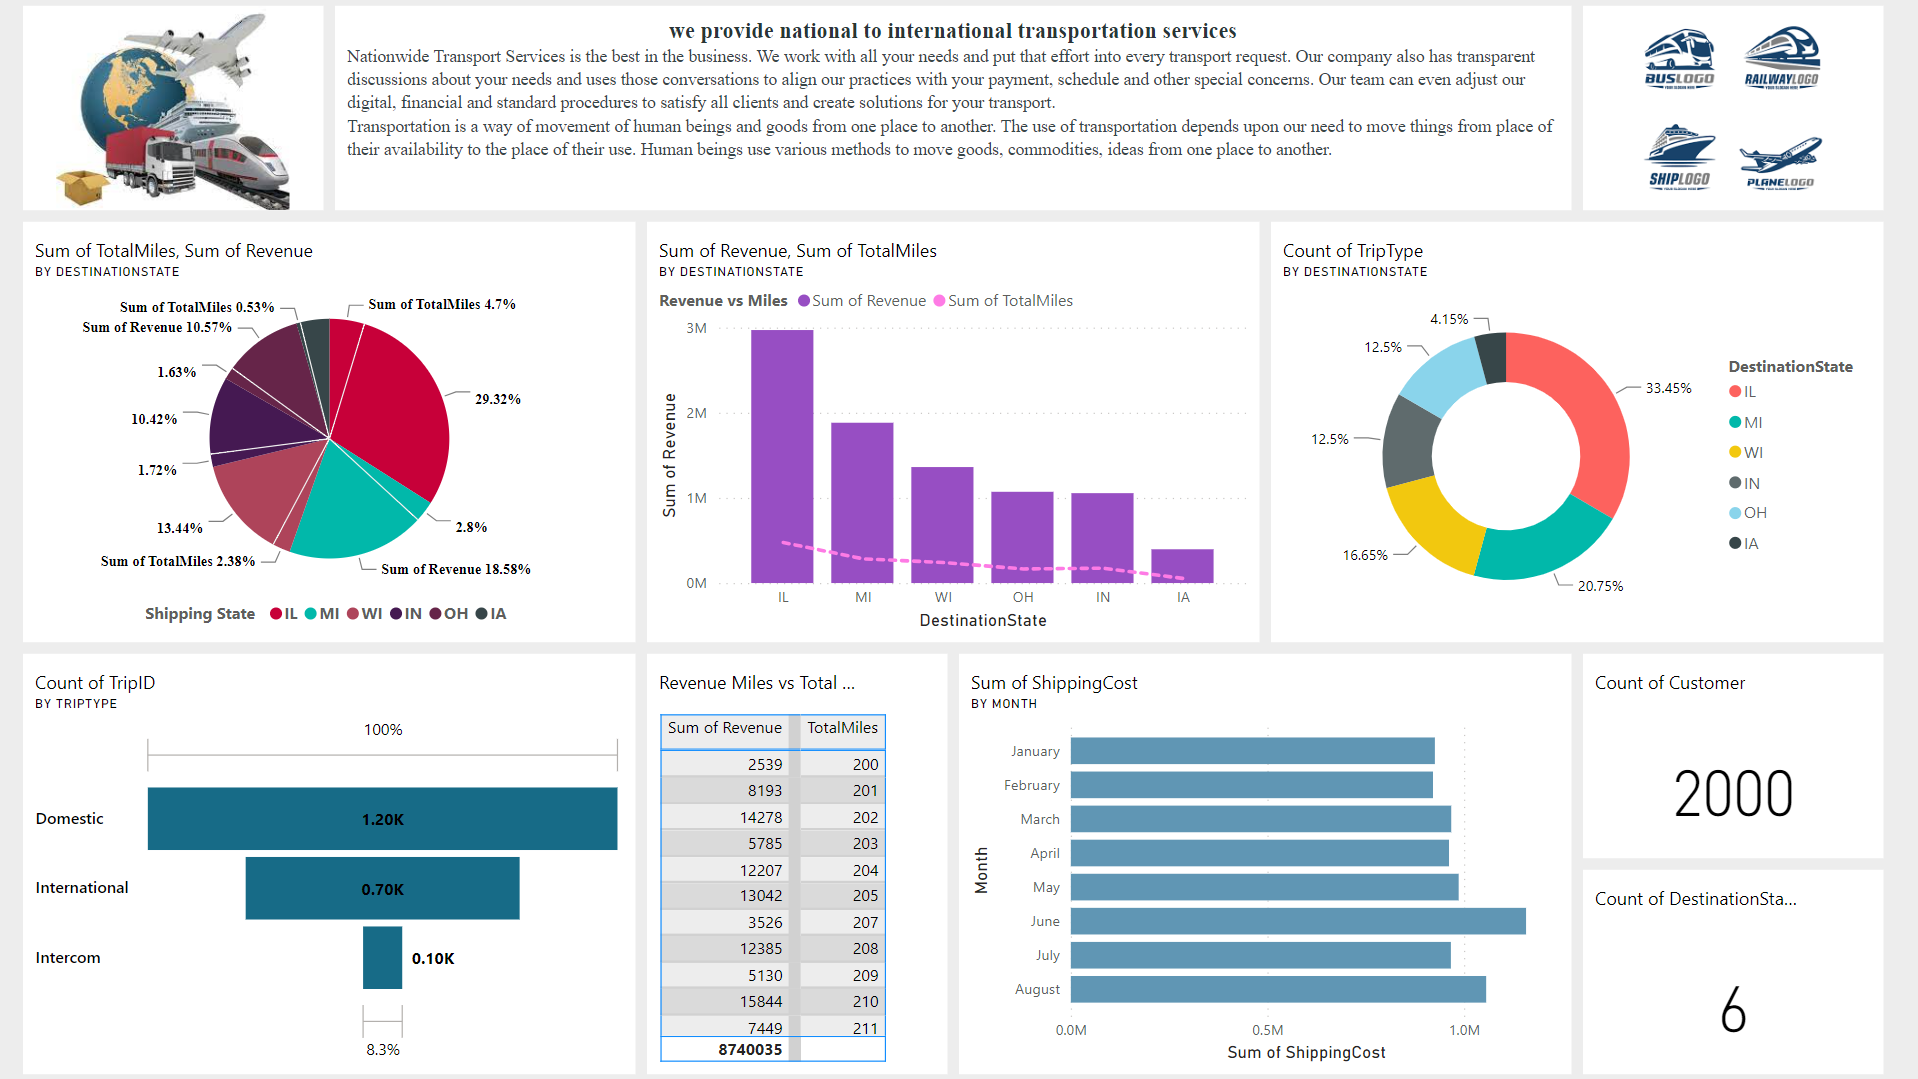 we provide national to international transportation services
Nationwide Transport Services is the best in the business. We work with all your needs and put that effort into every transport request. Our company also has transparent
discussions about your needs and uses those conversations to align our practices with your payment, schedule and other special concerns. Our team can even adjust our
digital, financial and standard procedures to satisfy all clients and create solutions for your transport.
Transportation is a way of movement of human beings and goods from one place to another. The use of transportation depends upon our need to move things from place of
their availability to the place of their use. Human beings use various methods to move goods, commodities, ideas from one place to another.
BUSLOGO
YOUR SLOGAN HERE
RAILWAYLOGO
YOUR SLOGAN HERE
SHIPLOGO
YOUR SLOGAN HERE
PLANELOGO
YOUR SLOGAN HERE
Sum of TotalMiles, Sum of Revenue
BY DESTINATIONSTATE
Sum of TotalMiles 0.53%
Sum of TotalMiles 4.7%
Sum of Revenue 10.57%
1.63%
29.32%
10.42%
1.72%
13.44%
2.8%
Sum of TotalMiles 2.38%
Sum of Revenue 18.58%
Shipping State IL MI WI IN OH IA
Sum of Revenue, Sum of TotalMiles
BY DESTINATIONSTATE
Revenue vs Miles Sum of Revenue Sum of TotalMiles
Sum of Revenue
3M
2M
1M
0M
IL MI WI OH IN IA
DestinationState
Count of TripType
BY DESTINATIONSTATE
4.15%
12.5%
33.45%
12.5%
16.65%
20.75%
DestinationState
IL
MI
WI
IN
OH
IA
Count of TripID
BY TRIPTYPE
100%
Domestic 1.20K
International 0.70K
Intercom 0.10K
8.3%
Revenue Miles vs Total ...
Sum of Revenue TotalMiles
2539 200
8193 201
14278 202
5785 203
12207 204
13042 205
3526 207
12385 208
5130 209
15844 210
7449 211
8740035
Sum of ShippingCost
BY MONTH
Month
January
February
March
April
May
June
July
August
0.0M 0.5M 1.0M
Sum of ShippingCost
Count of Customer
2000
Count of DestinationSta...
6